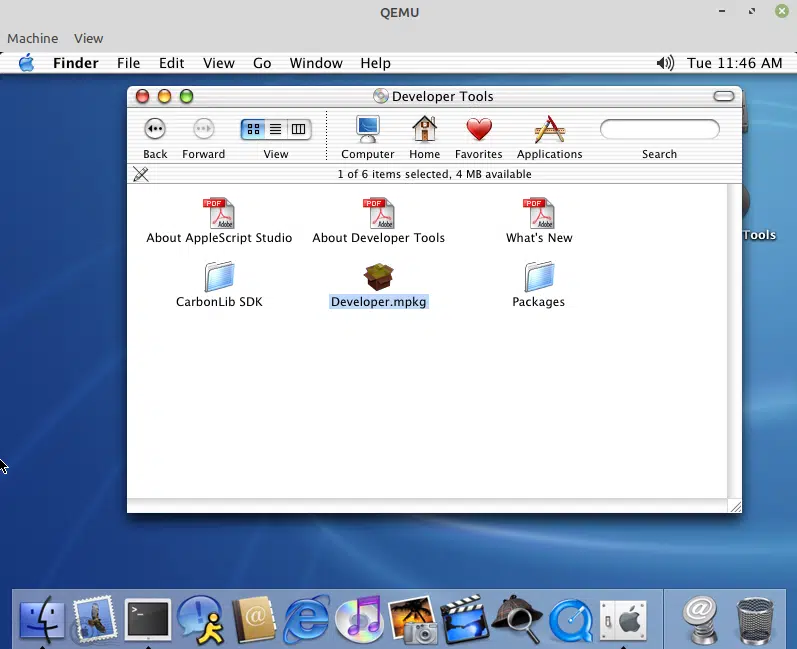 QEMU
Machine View
Finder File Edit View Go Window Help Tue 11:46 AM
Developer Tools
Back Forward View Computer Home Favorites Applications Search
1 of 6 items selected, 4 MB available
PDF Adobe PDF Adobe PDF Adobe
About AppleScript Studio About Developer Tools What's New
Tools
CarbonLib SDK Developer.mpkg Packages